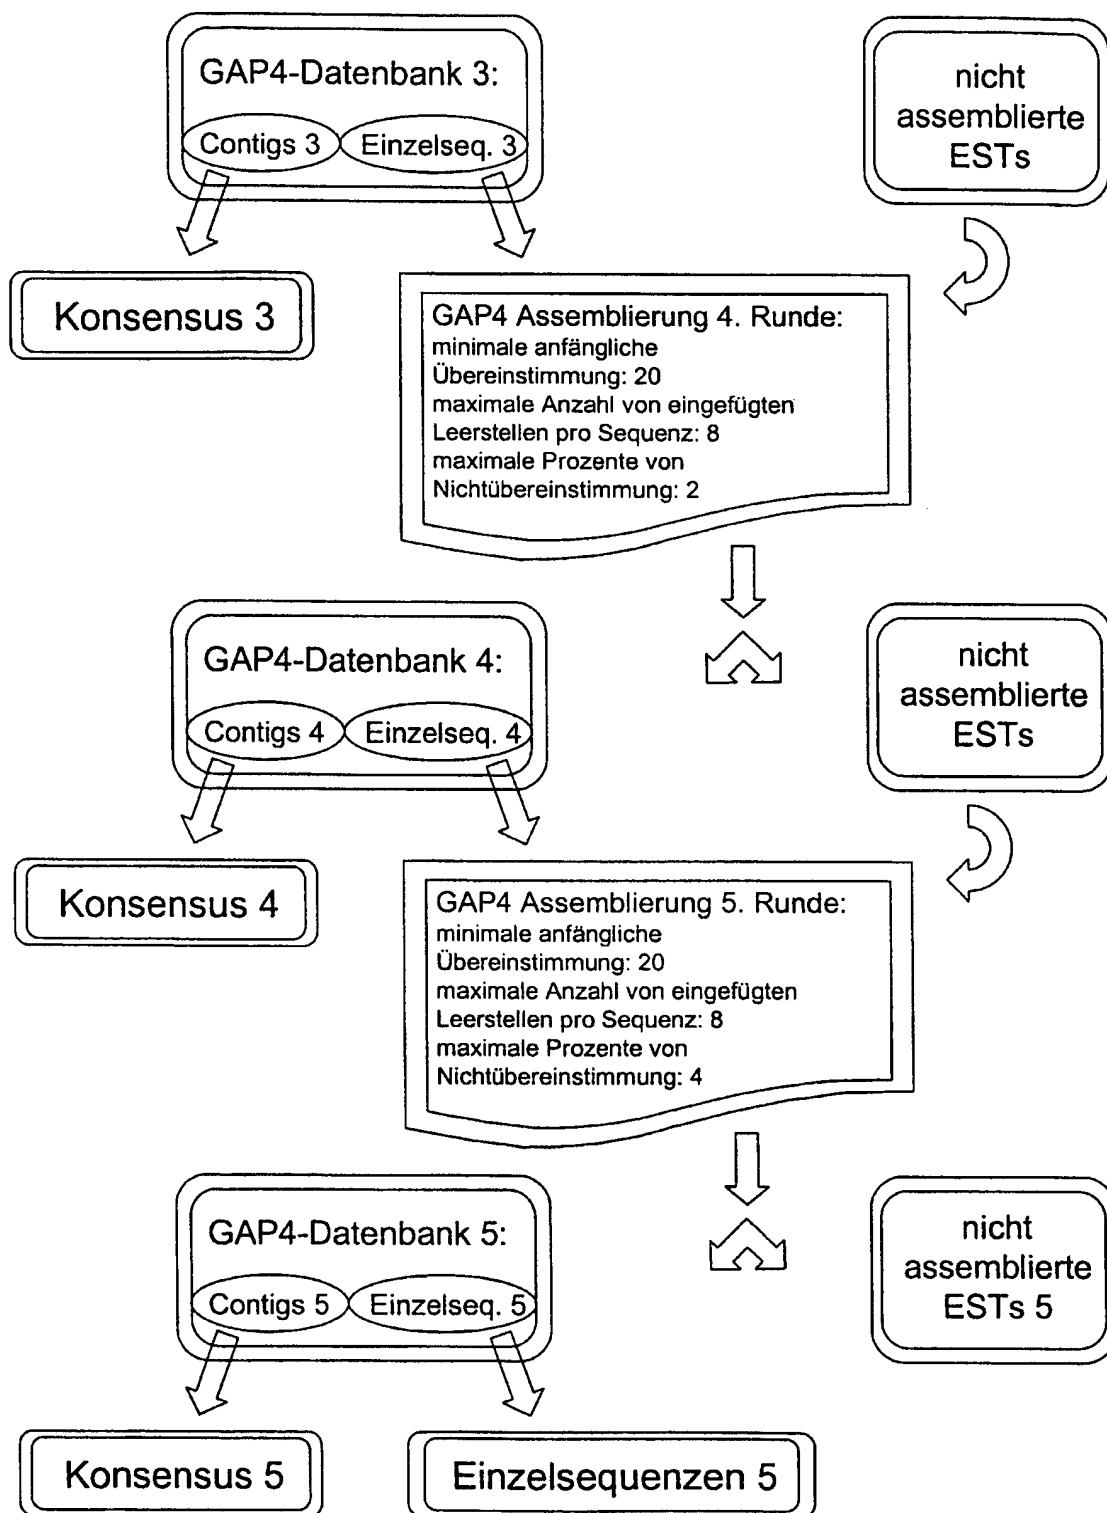 GAP4-Datenbank 3:
Contigs 3
Einzelseq. 3
nicht
assemblierte
ESTs
Konsensus 3
GAP4 Assemblierung 4. Runde:
minimale anfängliche
Übereinstimmung: 20
maximale Anzahl von eingefügten
Leerstellen pro Sequenz: 8
maximale Prozente von
Nichtübereinstimmung: 2
GAP4-Datenbank 4:
Contigs 4
Einzelseq. 4
nicht
assemblierte
ESTs
Konsensus 4
GAP4 Assemblierung 5. Runde:
minimale anfängliche
Übereinstimmung: 20
maximale Anzahl von eingefügten
Leerstellen pro Sequenz: 8
maximale Prozente von
Nichtübereinstimmung: 4
GAP4-Datenbank 5:
Contigs 5
Einzelseq. 5
nicht
assemblierte
ESTs 5
Konsensus 5
Einzelsequenzen 5